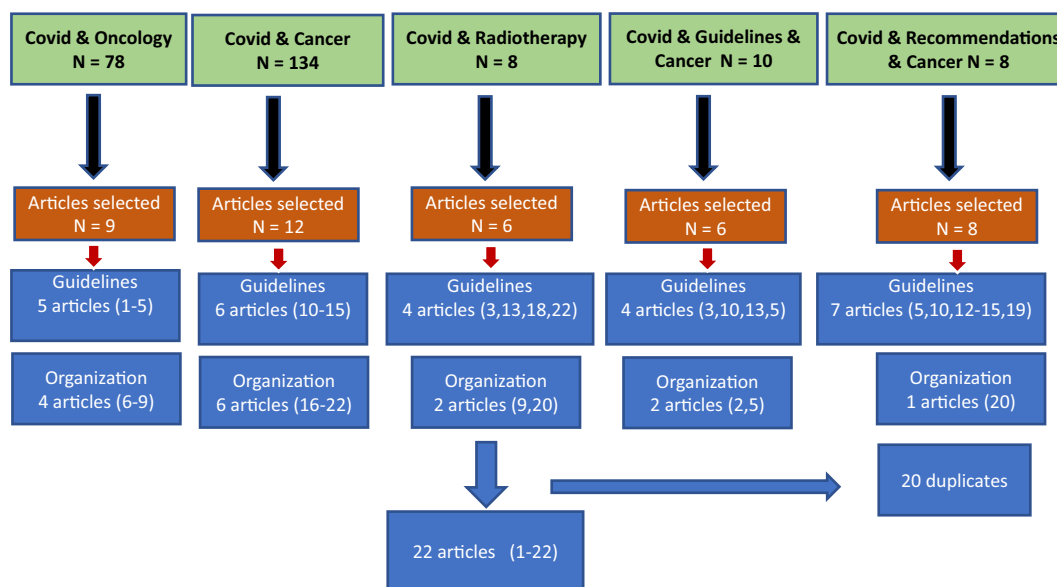 Covid & Oncology
N = 78
Covid & Cancer
N = 134
Covid & Radiotherapy
N = 8
Covid & Guidelines &
Cancer N = 10
Covid & Recommendations
& Cancer N = 8
Articles selected
N = 9
Articles selected
N = 12
Articles selected
N = 6
Articles selected
N = 6
Articles selected
N = 8
Guidelines
5 articles (1-5)
Guidelines
6 articles (10-15)
Guidelines
4 articles (3,13,18,22)
Guidelines
4 articles (3,10,13,5)
Guidelines
7 articles (5,10,12-15,19)
Organization
4 articles (6-9)
Organization
6 articles (16-22)
Organization
2 articles (9,20)
Organization
2 articles (2,5)
Organization
1 articles (20)
20 duplicates
22 articles (1-22)